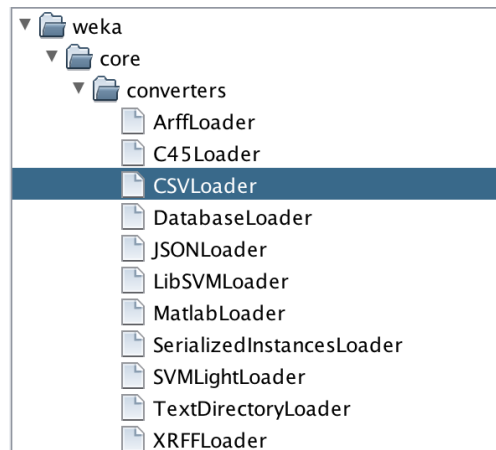 weka
core
converters
ArffLoader
C45Loader
CSVLoader
DatabaseLoader
JSONLoader
LibSVMLoader
MatlabLoader
SerializedInstancesLoader
SVMLightLoader
TextDirectoryLoader
XRFFLoader